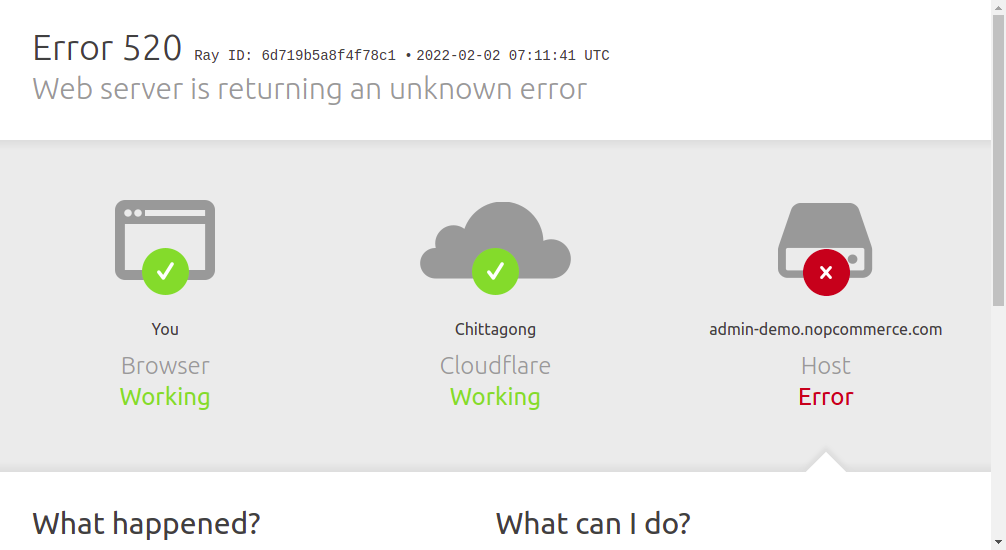 Error 520 Ray ID: 6d719b5a8f4f78c1 • 2022-02-02 07:11:41 UTC
Web server is returning an unknown error
You
Browser
Working
Chittagong
Cloudflare
Working
admin-demo.nopcommerce.com
Host
Error
What happened?
What can I do?